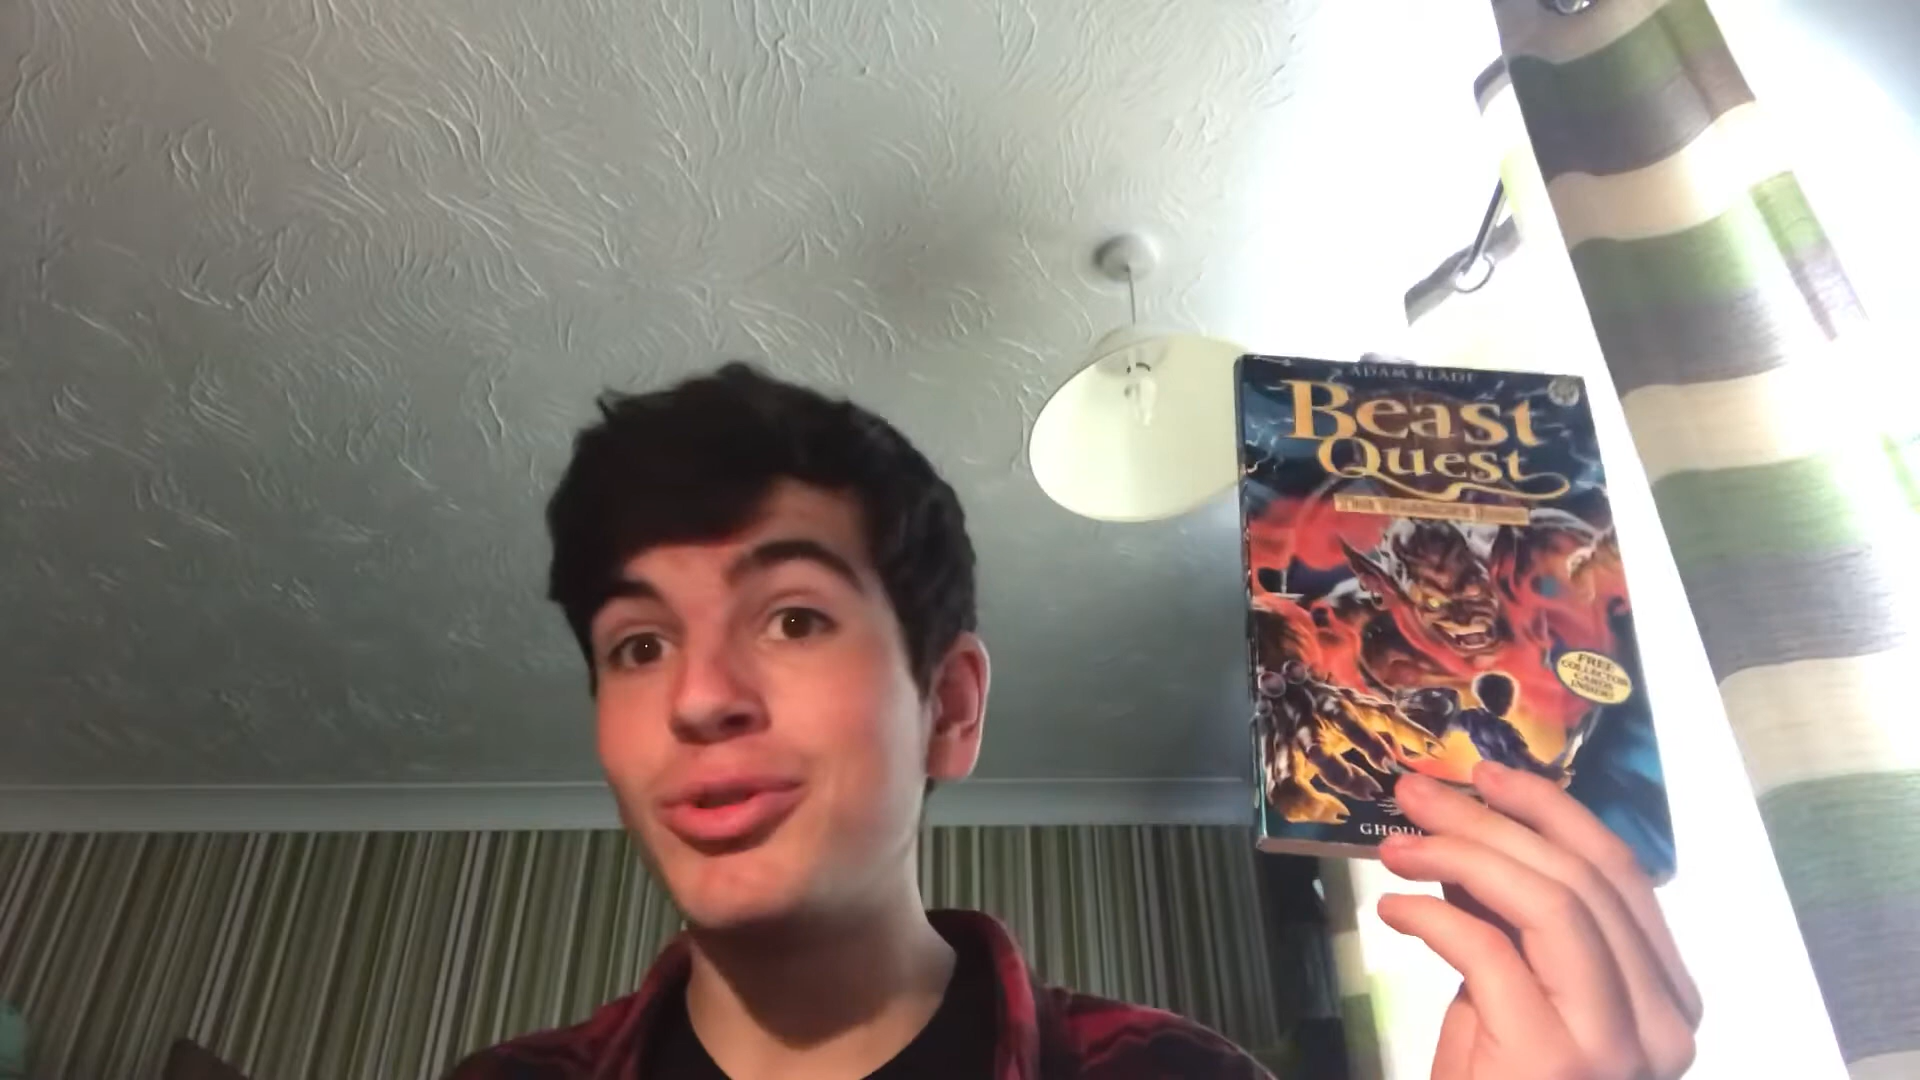 ADAM BLADE
Beast
Quest
FREE
COLLECTOR
CARDS
INSIDE!